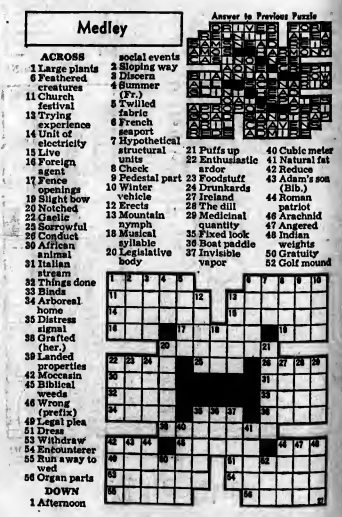 Medley
Answer to Previous Puzzle
ACROSS
1 Large plants
6 Feathered
creatures
11 Church
festival
13 Trying
experience
14 Unit of
electricity
15 Live
16 Foreign
agent
17 Fence
openings
19 Slight bow
20 Notched
22 Gaelic
25 Sorrowful
26 Conduct
30 African
animal
31 Italian
stream
32 Things done
33 Binds
34 Arboreal
home
35 Distress
signal
38 Grafted
(her.)
39 Landed
properties
42 Moccasin
45 Biblical
weeds
46 Wrong
(prefix)
49 Legal plea
51 Dress
53 Withdraw
54 Encounterer
55 Run away to
wed
56 Organ parts
DOWN
1 Afternoon
social events
2 Sloping way
3 Discern
4 Summer
(Fr.)
5 Twilled
fabric
6 French
seaport
7 Hypothetical
structural
units
8 Check
9 Pedestal part
10 Winter
vehicle
12 Erects
13 Mountain
nymph
18 Musical
syllable
20 Legislative
body
21 Puffs up
22 Enthusiastic
ardor
23 Foodstuff
24 Drunkards
27 Ireland
28 The dill
29 Medicinal
quantity
35 Fixed look
36 Boat paddle
37 Invisible
vapor
40 Cubic meter
41 Natural fat
42 Reduce
43 Adam's son
(Bib.)
44 Roman
patriot
46 Arachnid
47 Angered
48 Indian
weights
50 Gratuity
52 Golf mound